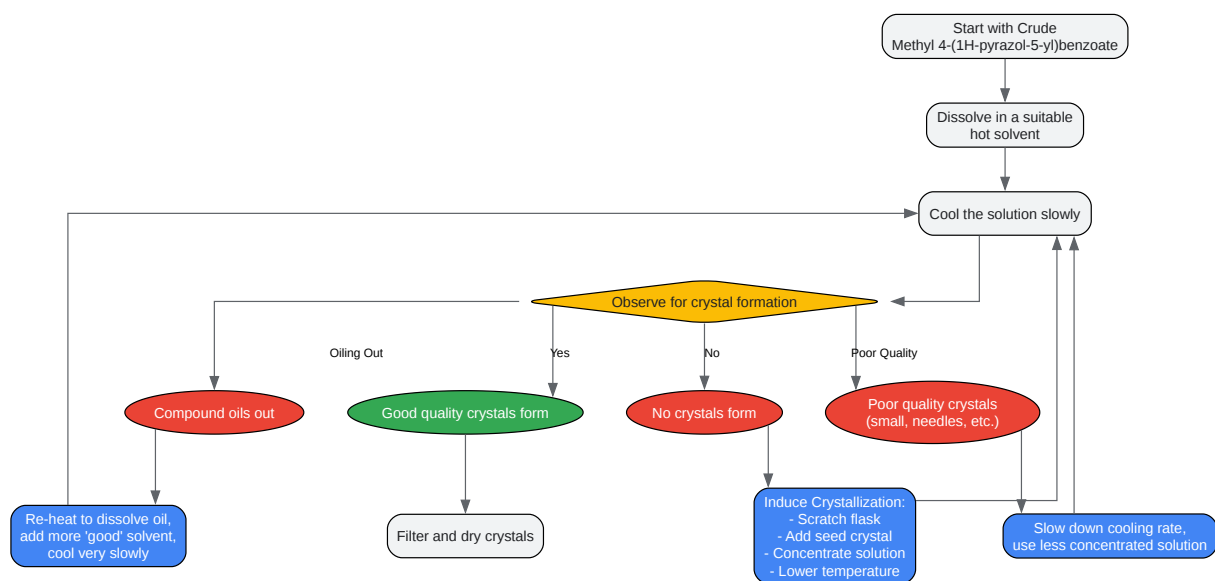 Start with Crude
Methyl 4-(1H-pyrazol-5-yl)benzoate
Dissolve in a suitable
hot solvent
Cool the solution slowly
Observe for crystal formation
Oiling Out
Yes
No
Poor Quality
Compound oils out
Good quality crystals form
No crystals form
Poor quality crystals
(small, needles, etc.)
Re-heat to dissolve oil,
add more 'good' solvent,
cool very slowly
Filter and dry crystals
Induce Crystallization:
- Scratch flask
- Add seed crystal
- Concentrate solution
- Lower temperature
Slow down cooling rate,
use less concentrated solution